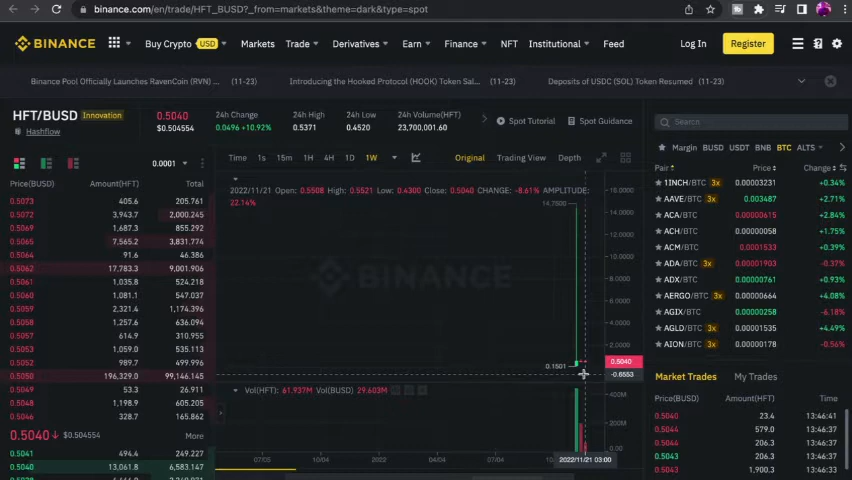 binance.com/en/trade/HFT_BUSD?_from=markets&theme=dark&type=spot
BINANCE Buy Crypto USD Markets Trade Derivatives Earn Finance NFT Institutional Feed Log In Register
Binance Pool Officially Launches RavenCoin (RVN) ... (11-23) Introducing the Hooked Protocol (HOOK) Token Sal... (11-23) Deposits of USDC (SOL) Token Resumed (11-23)
HFT/BUSD Innovation
Hashflow
0.5040
$0.504554
24h Change
0.0496 +10.92%
24h High
0.5371
24h Low
0.4520
24h Volume(HFT)
23,700,001.60
Spot Tutorial Spot Guidance
0.0001
Price(BUSD) Amount(HFT) Total
0.5073 405.6 205.761
0.5072 3,943.7 2,000.245
0.5069 1,687.3 855.292
0.5065 7,565.2 3,831.774
0.5064 91.6 46.386
0.5062 17,783.3 9,001.906
0.5061 1,035.8 524.218
0.5060 1,081.1 547.037
0.5059 2,321.4 1,174.396
0.5058 1,257.6 636.094
0.5057 614.9 310.955
0.5053 1,059.0 535.113
0.5052 989.7 499.996
0.5050 196,329.0 99,146.145
0.5049 53.3 26.911
0.5048 1,198.9 605.205
0.5046 328.7 165.862
0.5040 $0.504554 More
0.5041 494.4 249.227
0.5040 13,061.8 6,583.147
Time 1s 15m 1H 4H 1D 1W Original Trading View Depth
2022/11/21 Open: 0.5508 High: 0.5521 Low: 0.4300 Close: 0.5040 CHANGE: -8.61% AMPLITUDE:
22.14%
BINANCE
14.7500
0.1501
16.0000
14.0000
12.0000
10.0000
8.0000
6.0000
4.0000
2.0000
0.5040
-0.6553
Vol(HFT): 61.937M Vol(BUSD) 29.603M
400M
200M
0.00
07/05 10/04 2022 04/04 07/04 10/0
2022/11/21 03:00
Search
Margin BUSD USDT BNB BTC ALTS
Pair Price Change
1INCH/BTC 3x 0.00003231 +0.34%
AAVE/BTC 3x 0.003487 +2.71%
ACA/BTC 0.00000615 +2.84%
ACH/BTC 0.00000058 +1.75%
ACM/BTC 0.0001533 +0.39%
ADA/BTC 3x 0.00001903 -0.37%
ADX/BTC 0.00000761 +0.93%
AERGO/BTC 3x 0.00000664 +4.08%
AGIX/BTC 0.00000258 -6.18%
AGLD/BTC 3x 0.00001535 +4.49%
AION/BTC 0.00000178 -0.56%
Market Trades My Trades
Price(BUSD) Amount(HFT) Time
0.5040 23.4 13:46:41
0.5044 579.0 13:46:38
0.5044 206.3 13:46:37
0.5043 206.3 13:46:34
0.5043 1,900.3 13:46:33